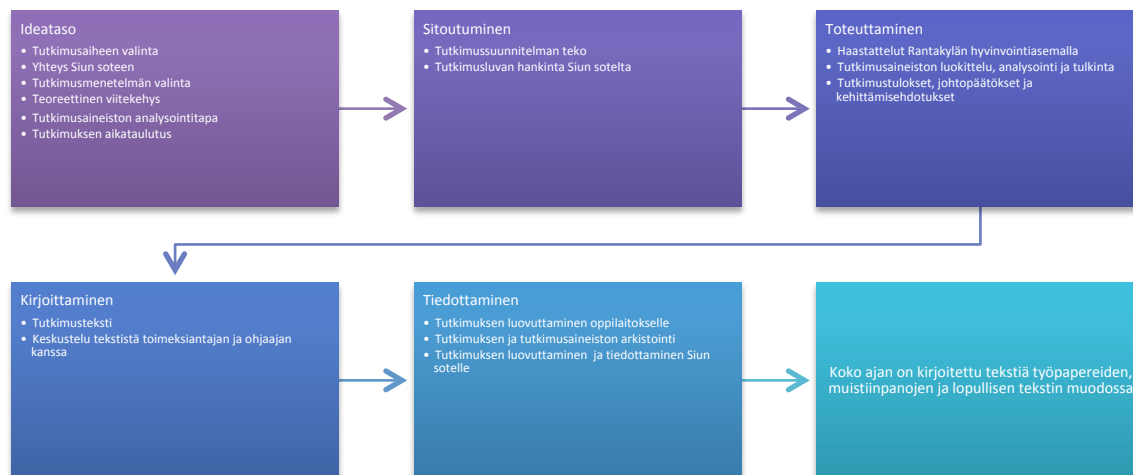 Ideataso
• Tutkimusaiheen valinta
• Yhteys Siun soteen
• Tutkimusmenetelmän valinta
• Teoreettinen viitekehys
• Tutkimusaineiston analysointitapa
• Tutkimuksen aikataulutus
Sitoutuminen
• Tutkimussuunnitelman teko
• Tutkimusluvan hankinta Siun sotelta
Toteuttaminen
• Haastattelut Rantakylän hyvinvointiasemalla
• Tutkimusaineiston luokittelu, analysointi ja tulkinta
• Tutkimustulokset, johtopäätökset ja
kehittämisehdotukset
Kirjoittaminen
• Tutkimusteksti
• Keskustelu tekstistä toimeksiantajan ja ohjaajan
kanssa
Tiedottaminen
• Tutkimuksen luovuttaminen oppilaitokselle
• Tutkimuksen ja tutkimusaineiston arkistointi
• Tutkimuksen luovuttaminen ja tiedottaminen Siun
sotelle
Koko ajan on kirjoitettu tekstiä työpapereiden,
muistiinpanojen ja lopullisen tekstin muodossa